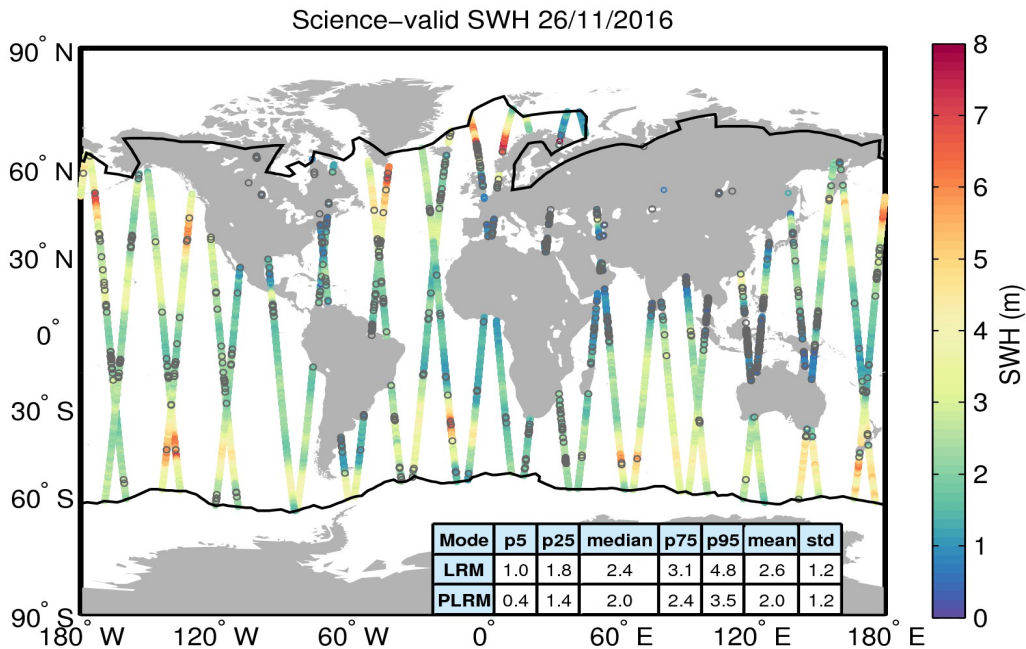 Science−valid SWH 26/11/2016
90° N
60° N
30° N
0°
30° S
60° S
90° S
180° W
120° W
60° W
0°
60° E
120° E
180° E
8
7
6
5
4
3
2
1
0
SWH (m)
Mode p5 p25 median p75 p95 mean std
LRM 1.0 1.8 2.4 3.1 4.8 2.6 1.2
PLRM 0.4 1.4 2.0 2.4 3.5 2.0 1.2